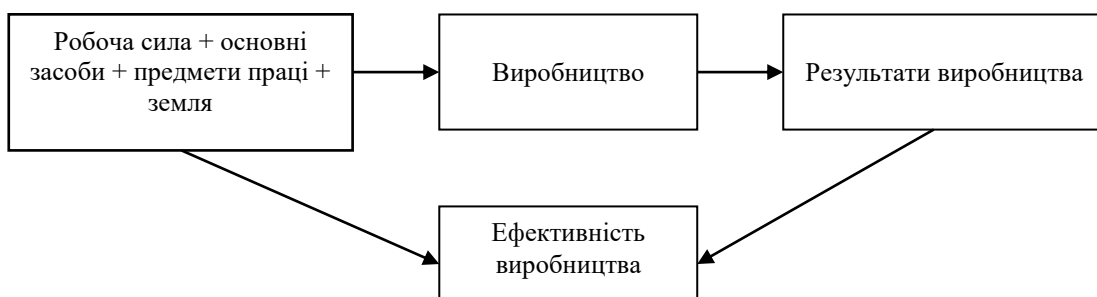 Робоча сила + основні
засоби + предмети праці +
земля
Виробництво
Результати виробництва
Ефективність
виробництва